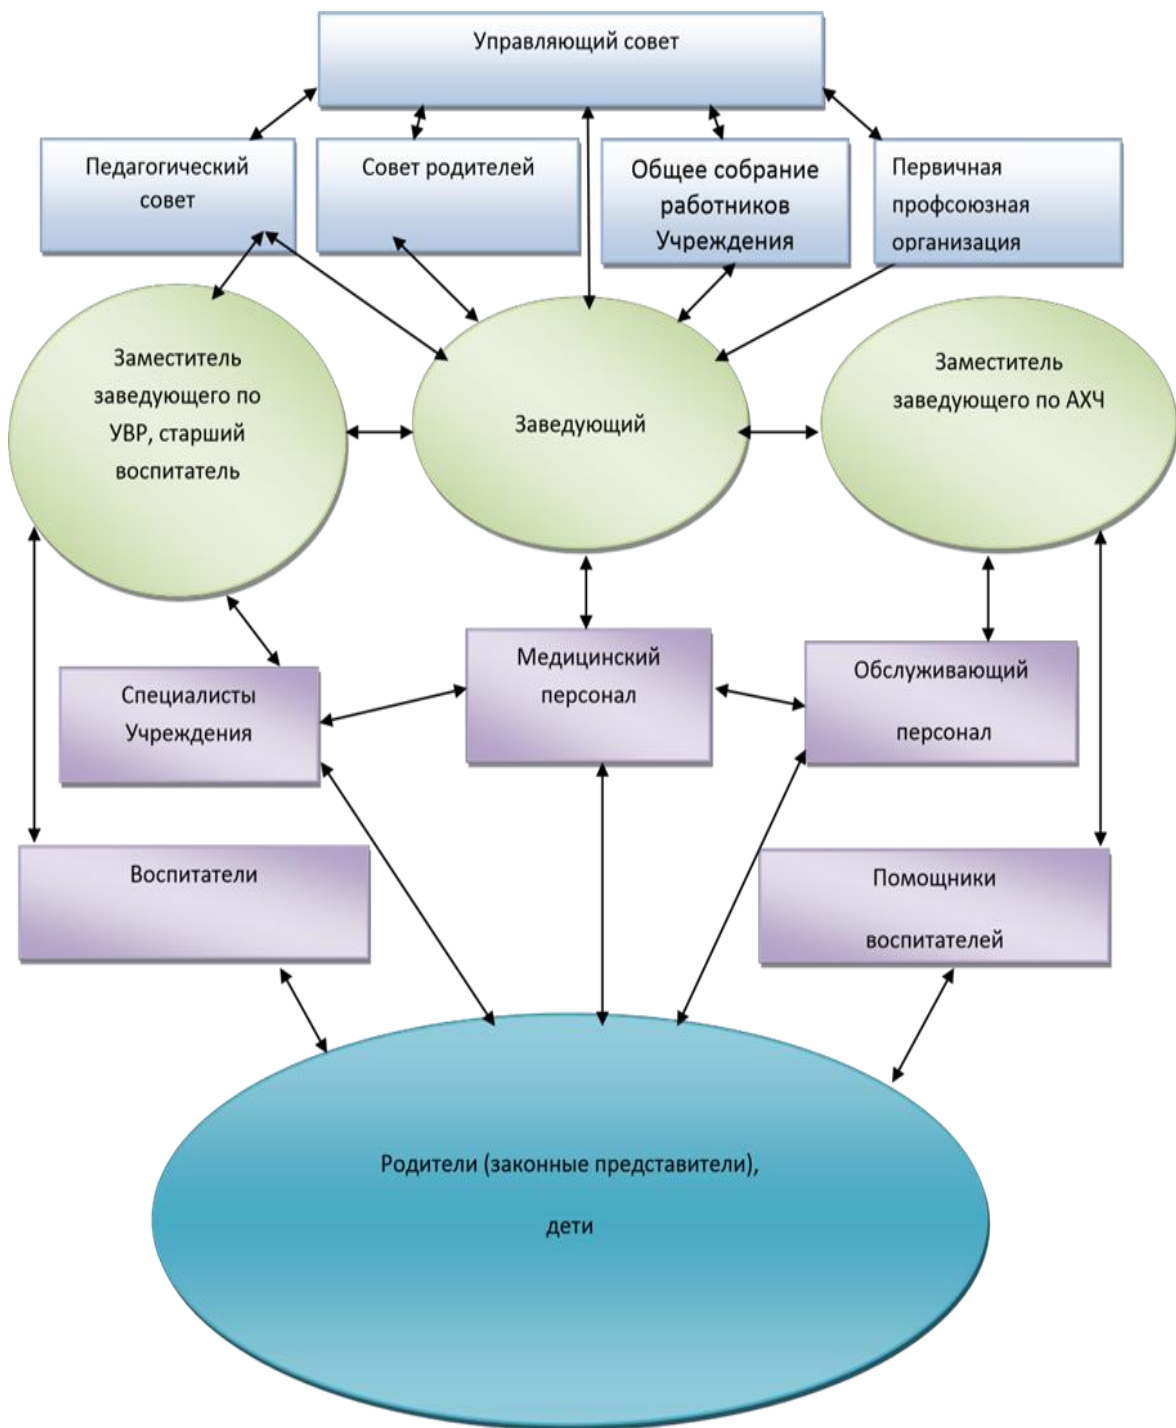 Управляющий совет
Педагогический
совет
Совет родителей
Общее собрание
работников
Учреждения
Первичная
профсоюзная
организация
Заместитель
заведующего по
УВР, старший
воспитатель
Заведующий
Заместитель
заведующего по АХЧ
Специалисты
Учреждения
Медицинский
персонал
Обслуживающий
персонал
Воспитатели
Помощники
воспитателей
Родители (законные представители),
дети